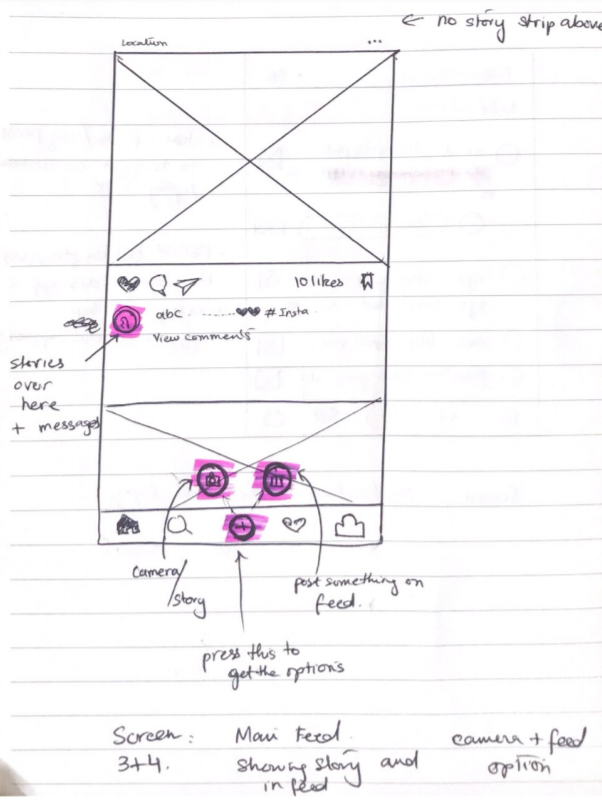 ← no story strip above
Location
...
10 likes
abc ........ ♥♥ # Insta
View comments
stories
over
here
+ messages
camera/
story
post something on
feed.
press this to
get the options
Screen: Main Feed. camera + feed
3+4. showing story and option
in feed